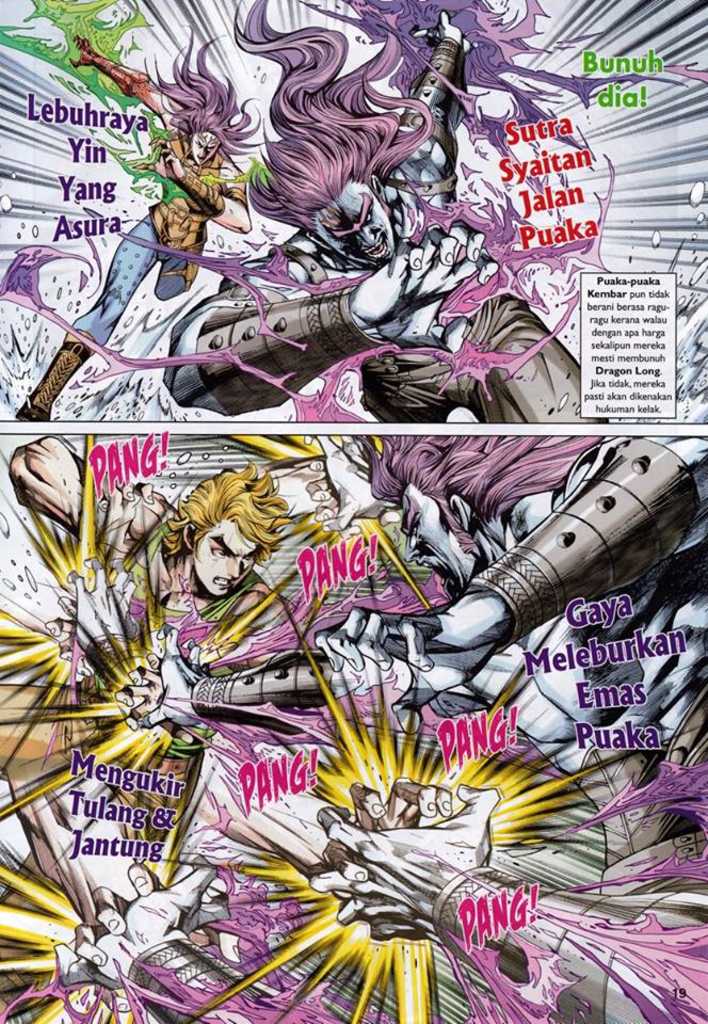 Bunuh
dia!
Lebuhraya
Yin
Yang
Asura
Sutra
Syaitan
Jalan
Puaka
Puaka-puaka
Kembar pun tidak
berani berasa ragu-
ragu kerana walau
dengan apa harga
sekalipun mereka
mesti membunuh
Dragon Long.
Jika tidak, mereka
pasti akan dikenakan
hukuman kelak.
PANG!
PANG!
Gaya
Meleburkan
Emas
Puaka
PANG!
PANG!
Mengukir
Tulang &
Jantung
PANG!
19